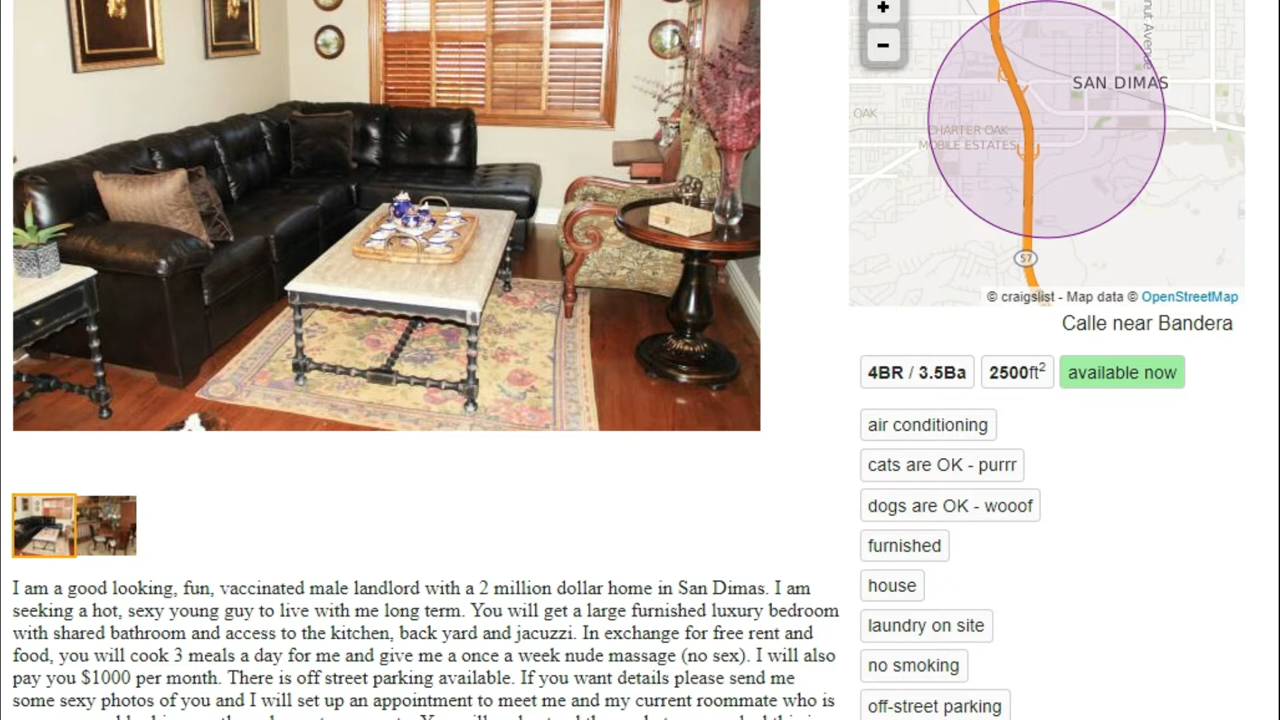 +
-
nut Avenue
SAN DIMAS
OAK
CHARTER OAK
MOBILE ESTATES
57
© craigslist - Map data © OpenStreetMap
Calle near Bandera
4BR / 3.5Ba
2500ft2
available now
air conditioning
cats are OK - purrr
dogs are OK - wooof
furnished
house
laundry on site
no smoking
off-street parking
I am a good looking, fun, vaccinated male landlord with a 2 million dollar home in San Dimas. I am
seeking a hot, sexy young guy to live with me long term. You will get a large furnished luxury bedroom
with shared bathroom and access to the kitchen, back yard and jacuzzi. In exchange for free rent and
food, you will cook 3 meals a day for me and give me a once a week nude massage (no sex). I will also
pay you $1000 per month. There is off street parking available. If you want details please send me
some sexy photos of you and I will set up an appointment to meet me and my current roommate who is